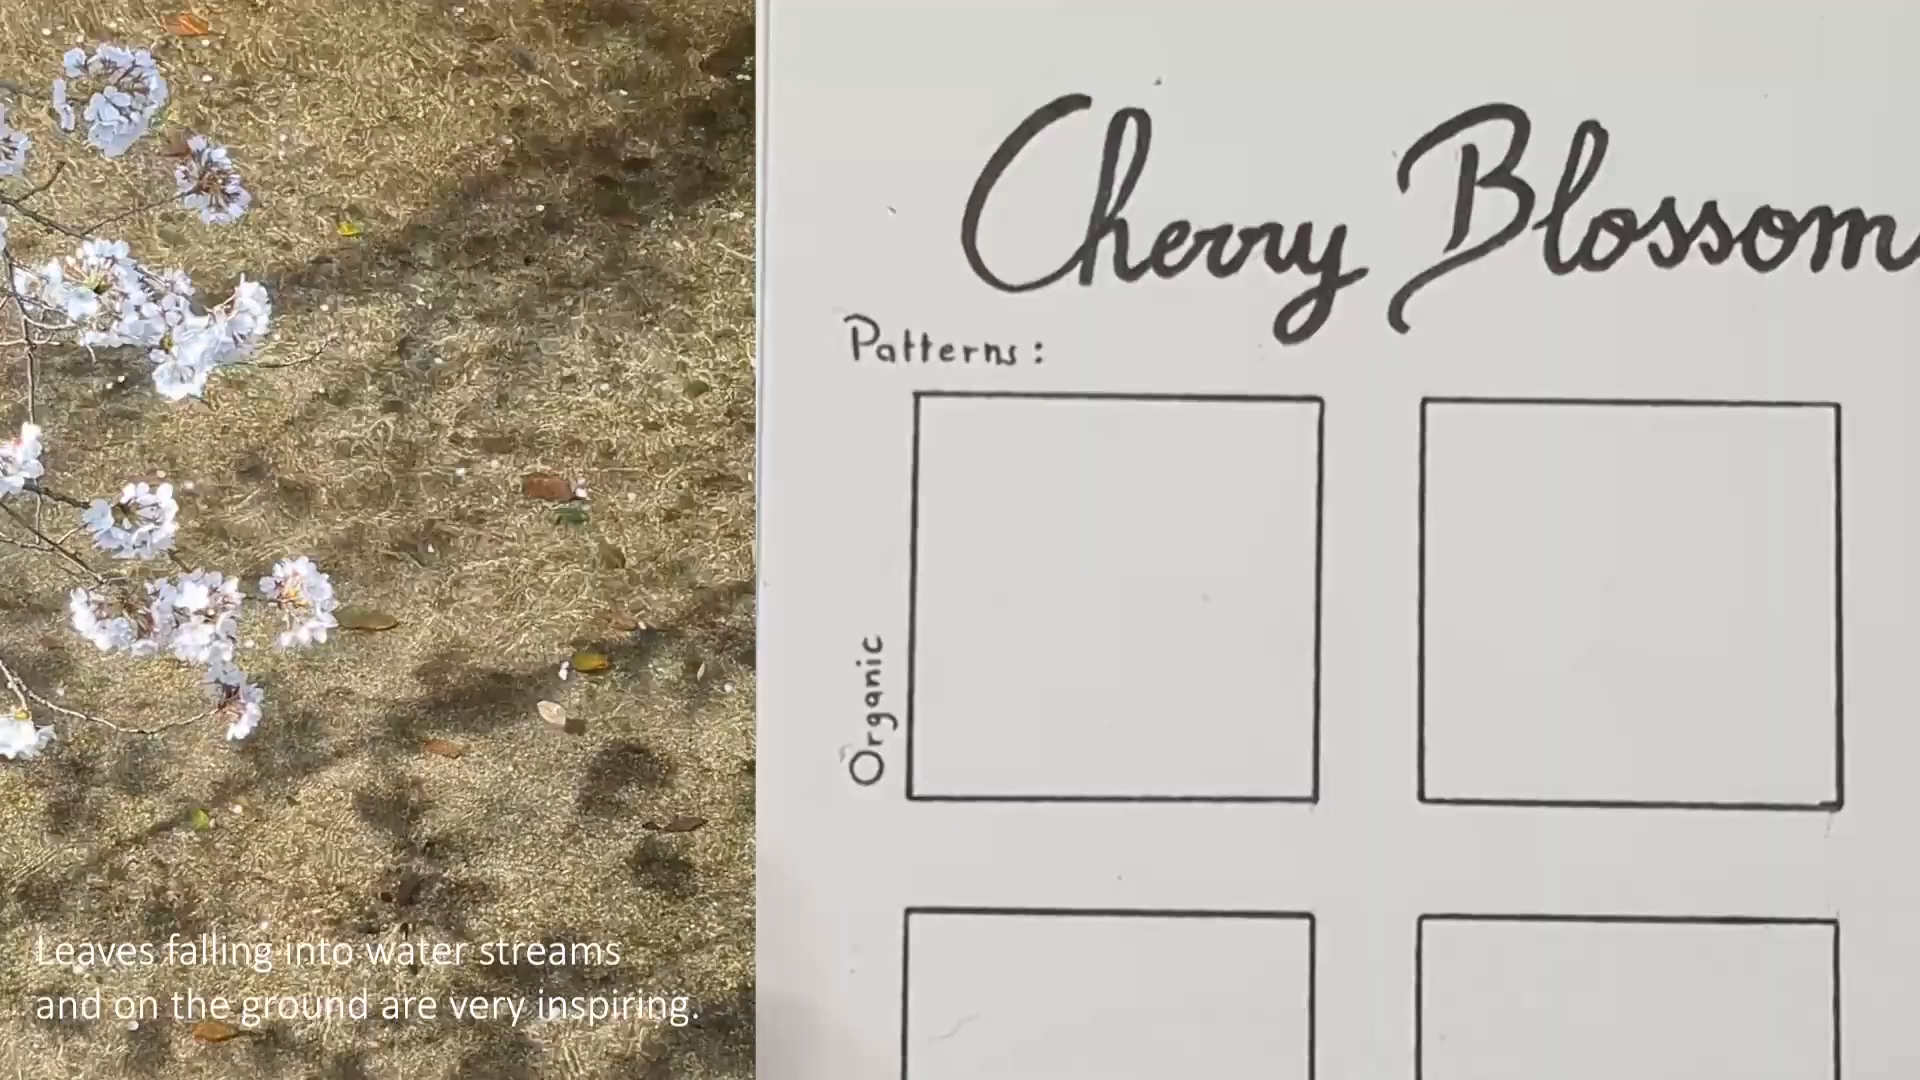 Cherry Blossom
Patterns:
Organic
Leaves falling into water streams
and on the ground are very inspiring.